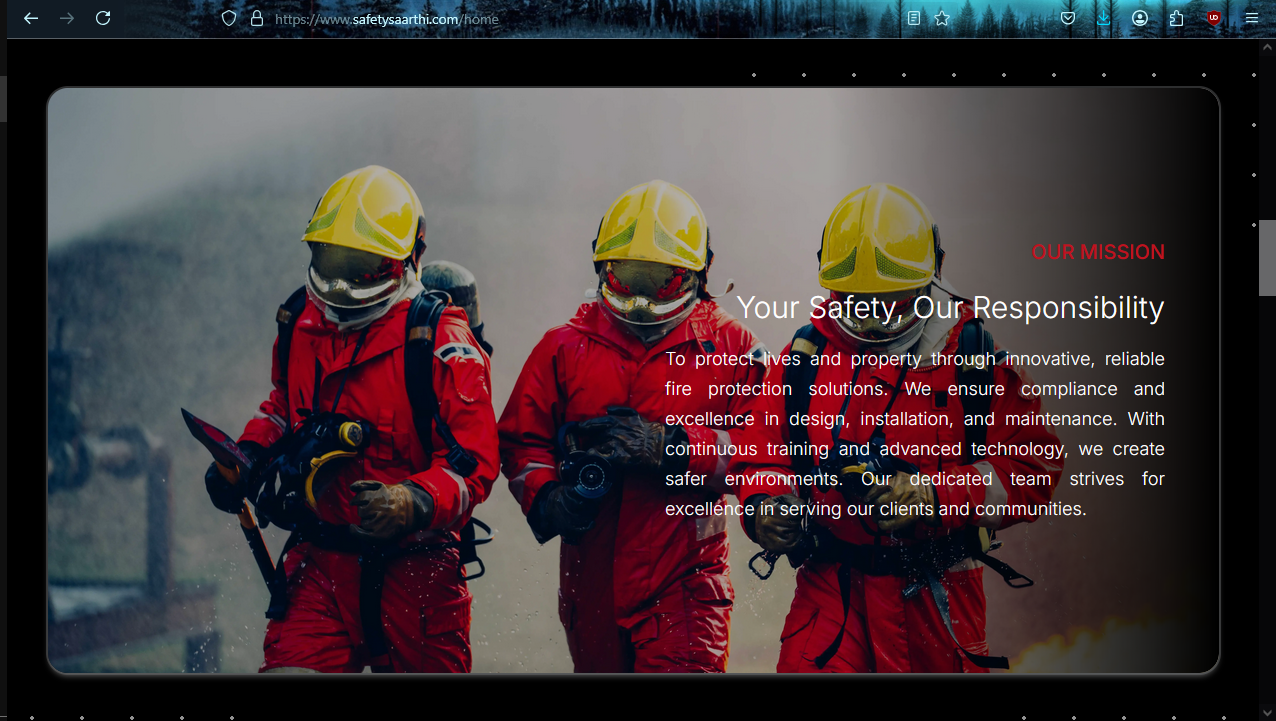 https://www.safetysaarthi.com/home
OUR MISSION
Your Safety, Our Responsibility
To protect lives and property through innovative, reliable
fire protection solutions. We ensure compliance and
excellence in design, installation, and maintenance. With
continuous training and advanced technology, we create
safer environments. Our dedicated team strives for
excellence in serving our clients and communities.